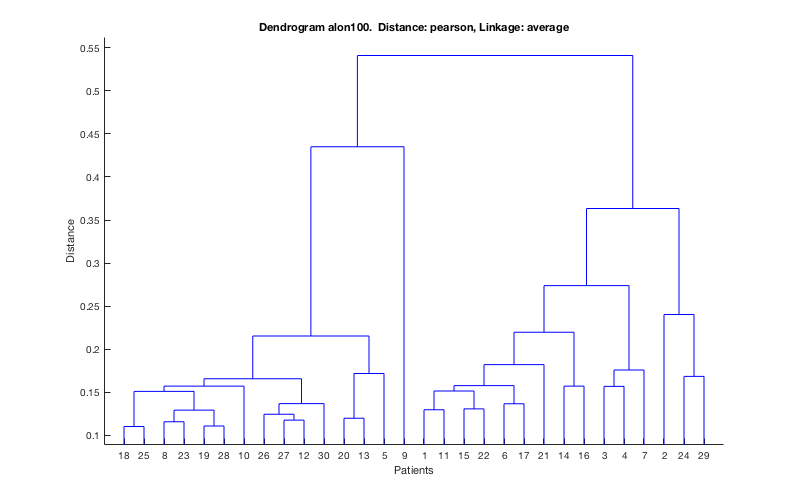 Dendrogram alon100.  Distance: pearson, Linkage: average
0.55
0.5
0.45
0.4
0.35
0.3
0.25
0.2
0.15
0.1
Distance
18 25 8 23 19 28 10 26 27 12 30 20 13 5 9 1 11 15 22 6 17 21 14 16 3 4 7 2 24 29
Patients